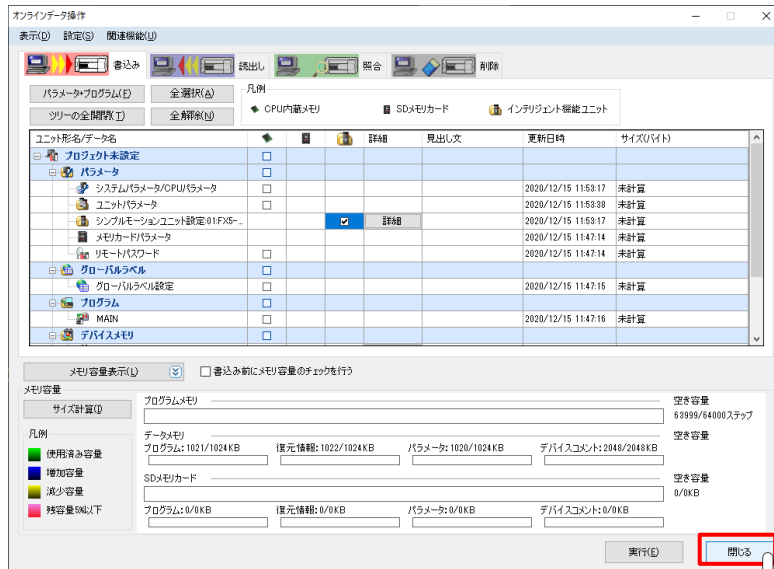 オンラインデータ操作
表示(D) 設定(S) 関連機能(U)
書込み 読出し 照合 削除
パラメータ+プログラム(F) 全選択(A) 凡例
CPU内蔵メモリ SDメモリカード インテリジェント機能ユニット
ツリーの全開閉(T) 全解除(N)
ユニット形名/データ名 詳細 見出し文 更新日時 サイズ(バイト)
プロジェクト未設定
パラメータ
システムパラメータ/CPUパラメータ 2020/12/15 11:53:17 未計算
ユニットパラメータ 2020/12/15 11:53:38 未計算
シンプルモーションユニット設定:01:FX5-... 詳細 2020/12/15 11:53:17 未計算
メモリカードパラメータ 2020/12/15 11:47:14 未計算
リモートパスワード 2020/12/15 11:47:14 未計算
グローバルラベル
グローバルラベル設定 2020/12/15 11:47:15 未計算
プログラム
MAIN 2020/12/15 11:47:16 未計算
デバイスメモリ
メモリ容量表示(L) 書込み前にメモリ容量のチェックを行う
メモリ容量
サイズ計算(I) プログラムメモリ 空き容量
63999/64000ステップ
凡例 データメモリ 空き容量
使用済み容量 プログラム:1021/1024KB 復元情報:1022/1024KB パラメータ:1020/1024KB デバイスコメント:2048/2048KB
増加容量
SDメモリカード 空き容量
減少容量 0/0KB
残容量5%以下 プログラム:0/0KB 復元情報:0/0KB パラメータ:0/0KB デバイスコメント:0/0KB
実行(E) 閉じる